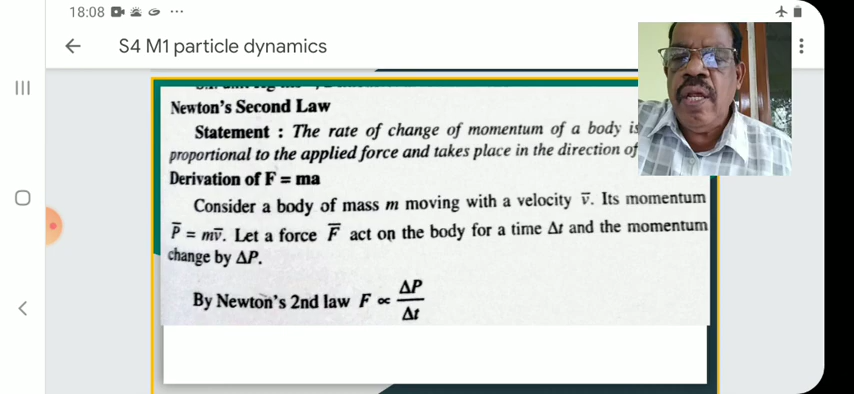 18:08
S4 M1 particle dynamics
Newton's Second Law
Statement : The rate of change of momentum of a body is
proportional to the applied force and takes place in the direction of
Derivation of F = ma
Consider a body of mass m moving with a velocity v̅. Its momentum
P̅ = mv̅. Let a force F̅ act on the body for a time Δt and the momentum
change by ΔP.
By Newton's 2nd law F ∝ ΔP/Δt